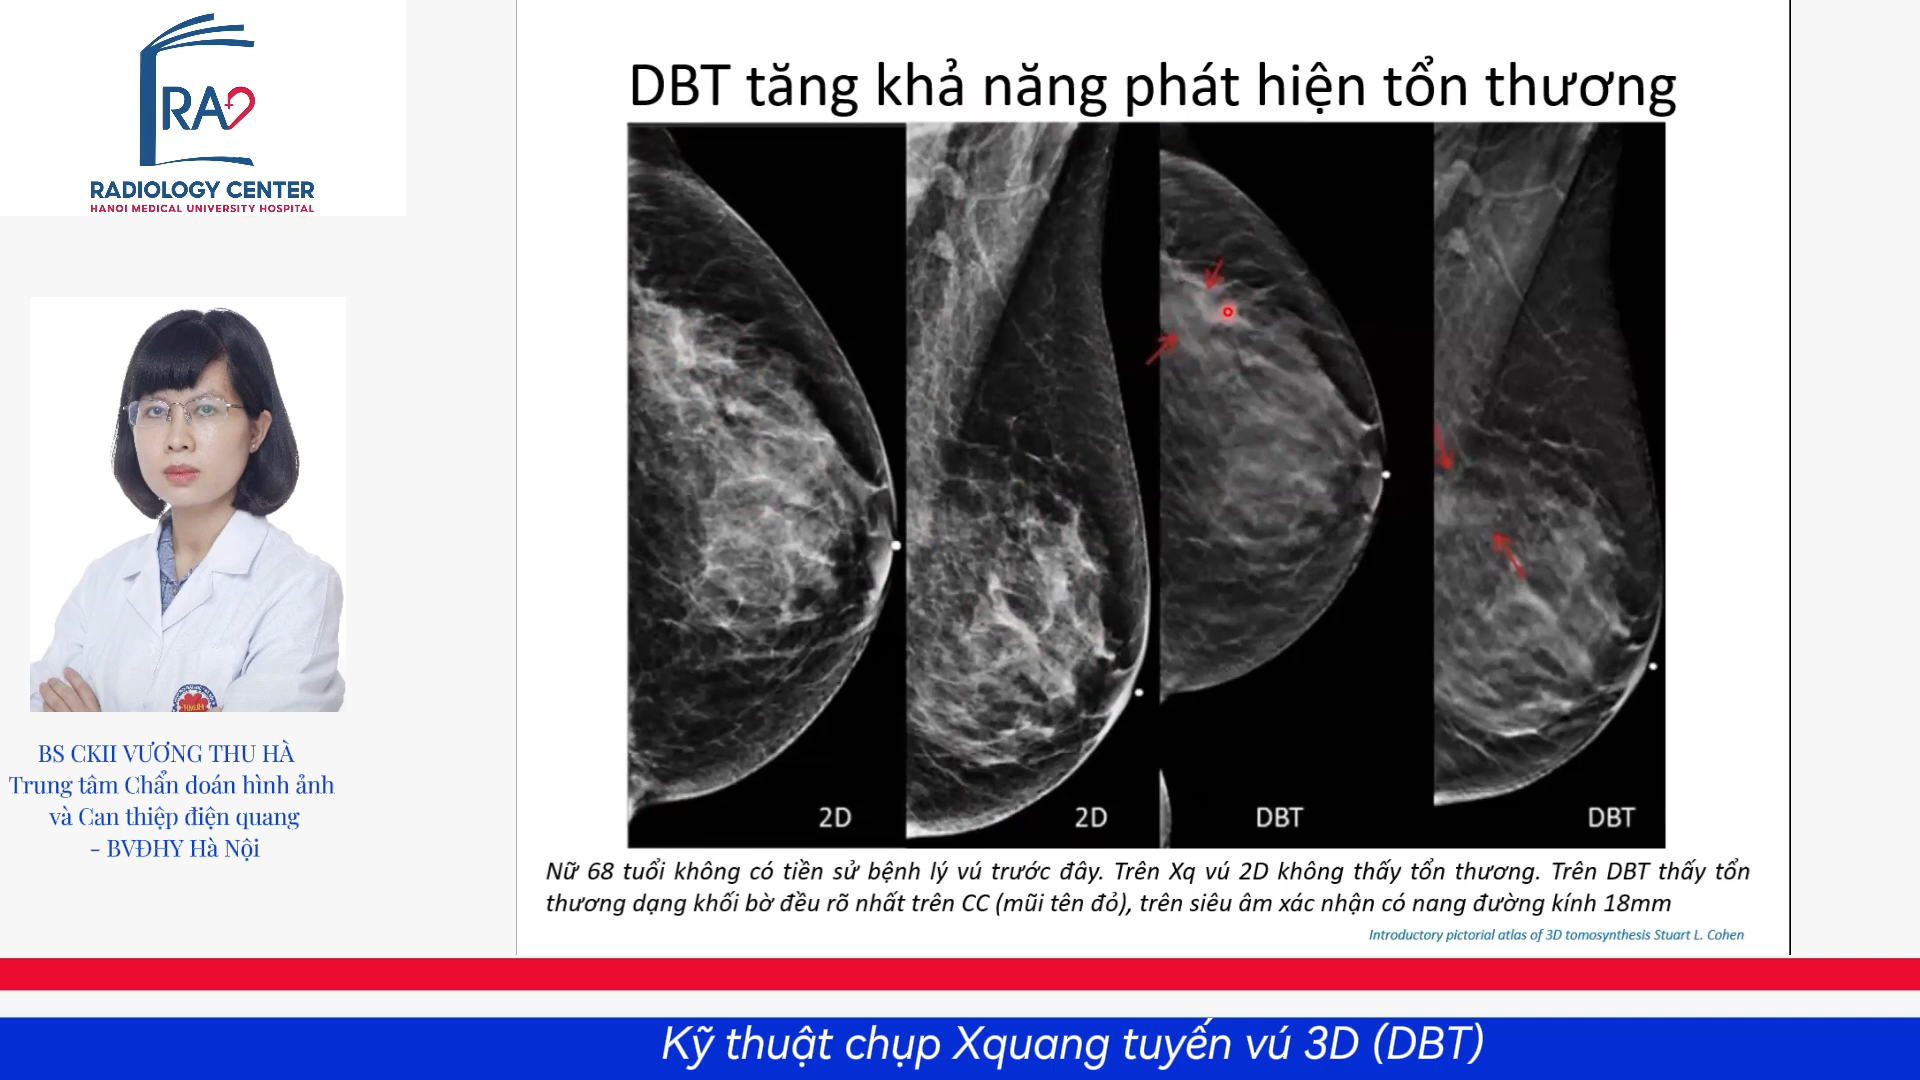 RA
RADIOLOGY CENTER
HANOI MEDICAL UNIVERSITY HOSPITAL
BS CKII VƯƠNG THU HÀ
Trung tâm Chẩn đoán hình ảnh
và Can thiệp điện quang
- BVĐHY Hà Nội
DBT tăng khả năng phát hiện tổn thương
2D
2D
DBT
DBT
Nữ 68 tuổi không có tiền sử bệnh lý vú trước đây. Trên Xq vú 2D không thấy tổn thương. Trên DBT thấy tổn
thương dạng khối bờ đều rõ nhất trên CC (mũi tên đỏ), trên siêu âm xác nhận có nang đường kính 18mm
Introductory pictorial atlas of 3D tomosynthesis Stuart L. Cohen
Kỹ thuật chụp Xquang tuyến vú 3D (DBT)